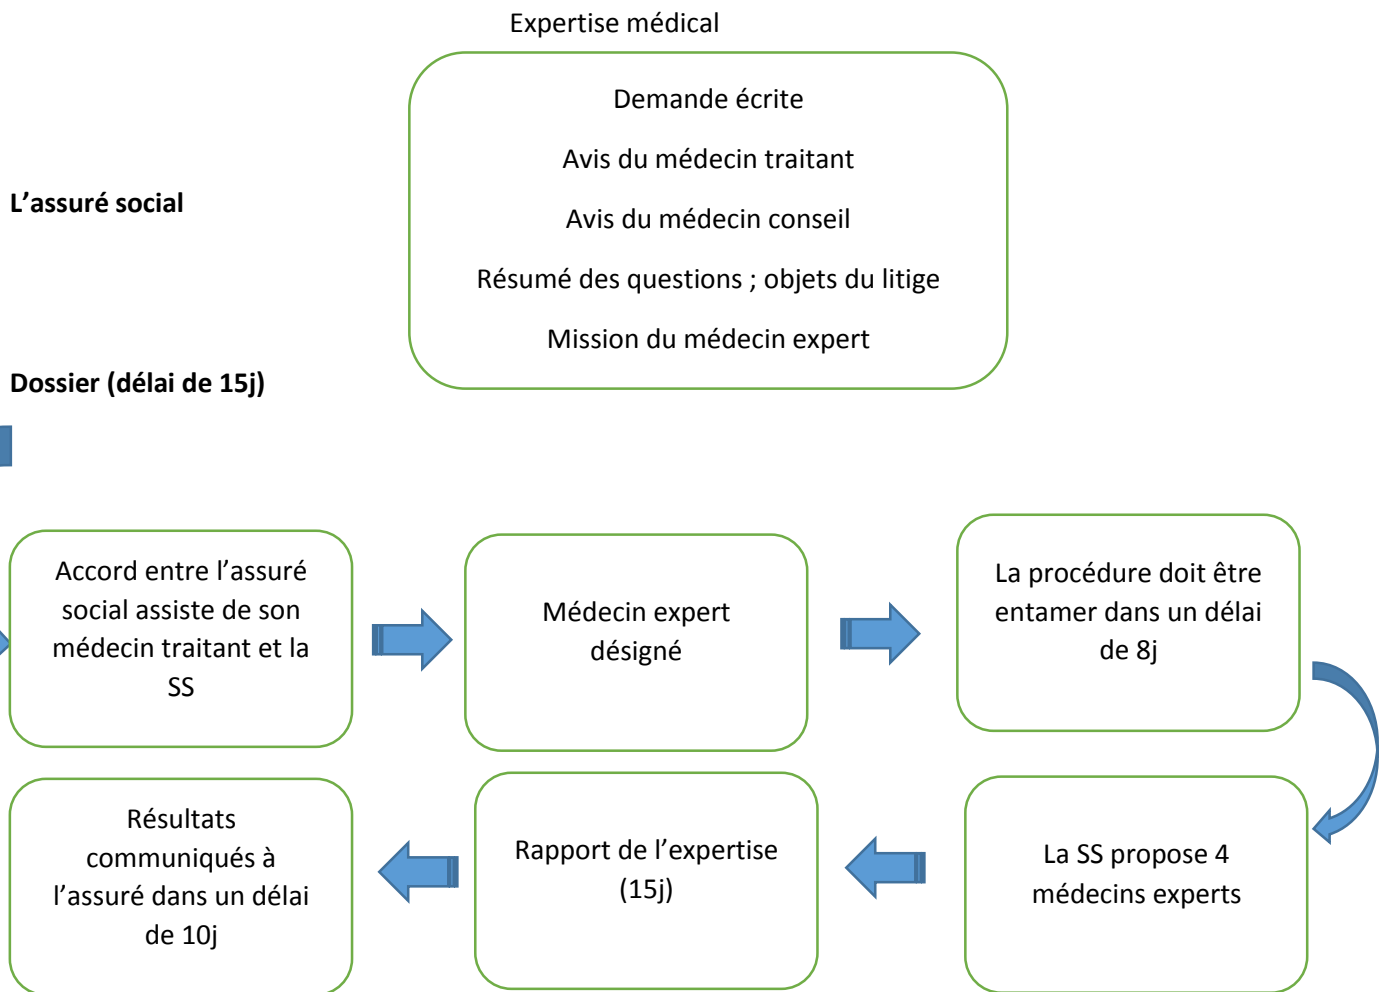 Expertise médical
Demande écrite
Avis du médecin traitant
L’assuré social
Avis du médecin conseil
Résumé des questions ; objets du litige
Mission du médecin expert
Dossier (délai de 15j)
Accord entre l’assuré
social assiste de son
médecin traitant et la
SS
Médecin expert
désigné
La procédure doit être
entamer dans un délai
de 8j
Résultats
communiqués à
l’assuré dans un délai
de 10j
Rapport de l’expertise
(15j)
La SS propose 4
médecins experts